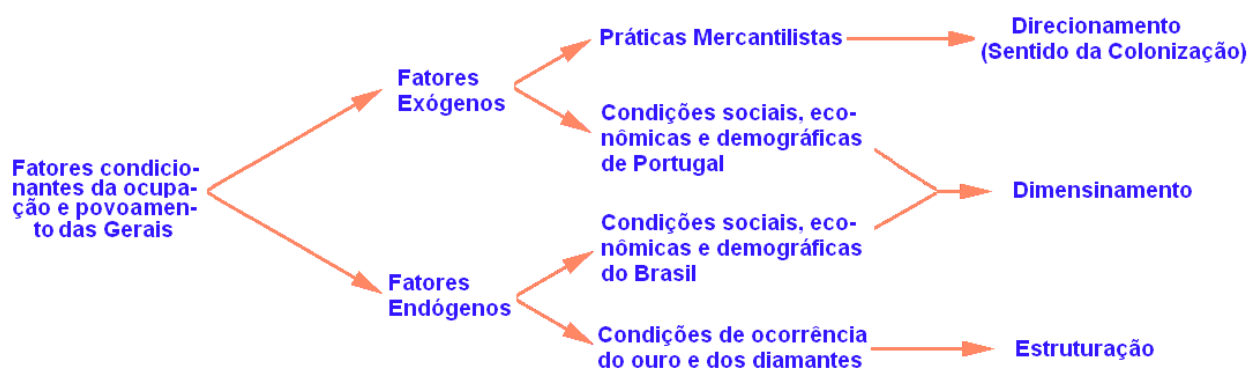 Fatores condicio-
nantes da ocupa-
ção e povoamen-
to das Gerais
Fatores
Exógenos
Fatores
Endógenos
Práticas Mercantilistas
Condições sociais, eco-
nômicas e demográficas
de Portugal
Condições sociais, eco-
nômicas e demográficas
do Brasil
Condições de ocorrência
do ouro e dos diamantes
Direcionamento
(Sentido da Colonização)
Dimensinamento
Estruturação